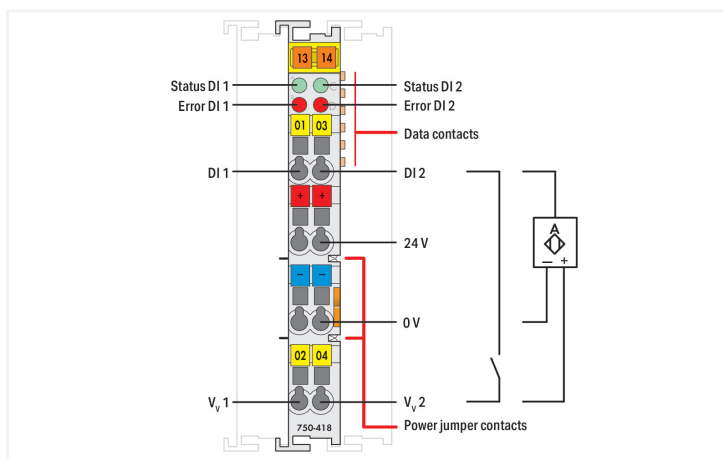 13 14
Status DI 1
Status DI 2
Error DI 1
Error DI 2
01 03
Data contacts
DI 1
DI 2
+ +
A
24 V
− +
− −
0 V
02 04
Vv 1
Vv 2
750-418
Power jumper contacts